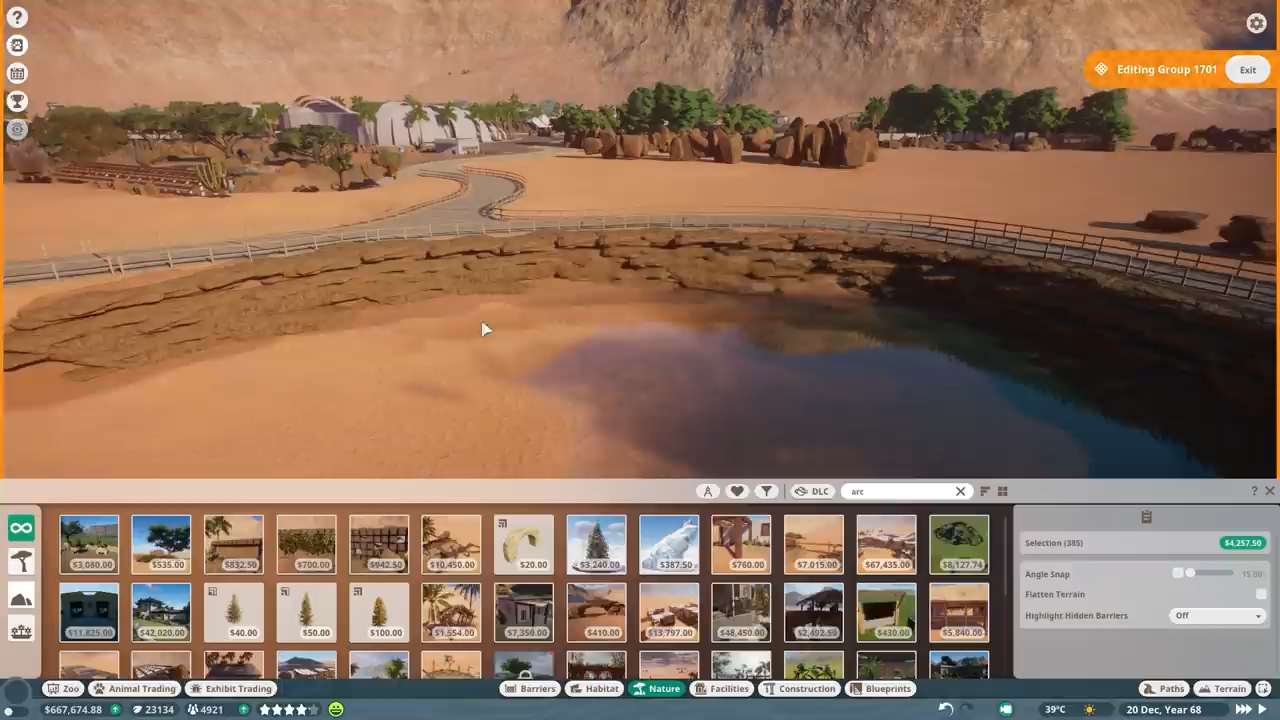 ?
Editing Group 1701 Exit
DLC arc
? ×
$3,080.00 $535.00 $832.50 $700.00 $942.50 $10,450.00 $20.00 $3,240.00 $387.50 $760.00 $7,015.00 $67,435.00 $8,127.74
$11,825.00 $42,020.00 $40.00 $50.00 $100.00 $1,554.00 $7,350.00 $410.00 $13,797.00 $48,450.00 $2,492.50 $430.00 $5,840.00
Selection (385) $4,257.50
Angle Snap 15.00°
Flatten Terrain
Highlight Hidden Barriers Off
Zoo Animal Trading Exhibit Trading Barriers Habitat Nature Facilities Construction Blueprints Paths Terrain
$667,674.88 23134 4921 39°C 20 Dec, Year 68